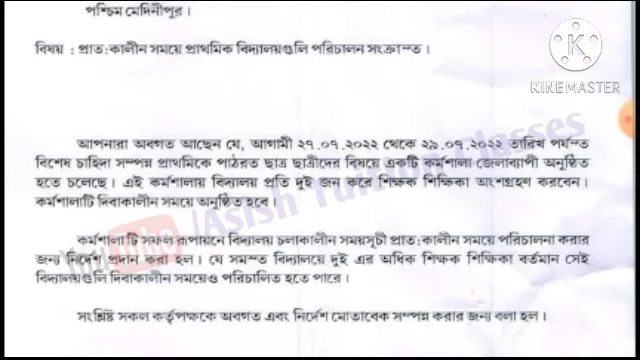 পশ্চিম মেদিনীপুর।
K
KINEMASTER
বিষয় : প্রাত:কালীন সময়ে প্রাথমিক বিদ্যালয়গুলি পরিচালন সংক্রান্ত।
আপনারা অবগত আছেন যে, আগামী ২৭.০৭.২০২২ থেকে ২৯.০৭.২০২২ তারিখ পর্যন্ত
বিশেষ চাহিদা সম্পন্ন প্রাথমিকে পাঠরত ছাত্র ছাত্রীদের বিষয়ে একটি কর্মশালা জেলাব্যাপী অনুষ্ঠিত
হতে চলেছে। এই কর্মশালায় বিদ্যালয় প্রতি দুই জন করে শিক্ষক শিক্ষিকা অংশগ্রহণ করবেন।
কর্মশালাটি দিবাকালীন সময়ে অনুষ্ঠিত হবে।
YouTube/Asish Tuition Classes
কর্মশালাটি সফল রূপায়নে বিদ্যালয় চলাকালীন সময়সূচী প্রাত:কালীন সময়ে পরিচালনা করার
জন্য নির্দেশ প্রদান করা হল। যে সমস্ত বিদ্যালয়ে দুই এর অধিক শিক্ষক শিক্ষিকা বর্তমান সেই
বিদ্যালয়গুলি দিবাকালীন সময়েও পরিচালিত হতে পারে।
সংশ্লিষ্ট সকল কর্তৃপক্ষকে অবগত এবং নির্দেশ মোতাবেক সম্পন্ন করার জন্য বলা হল।